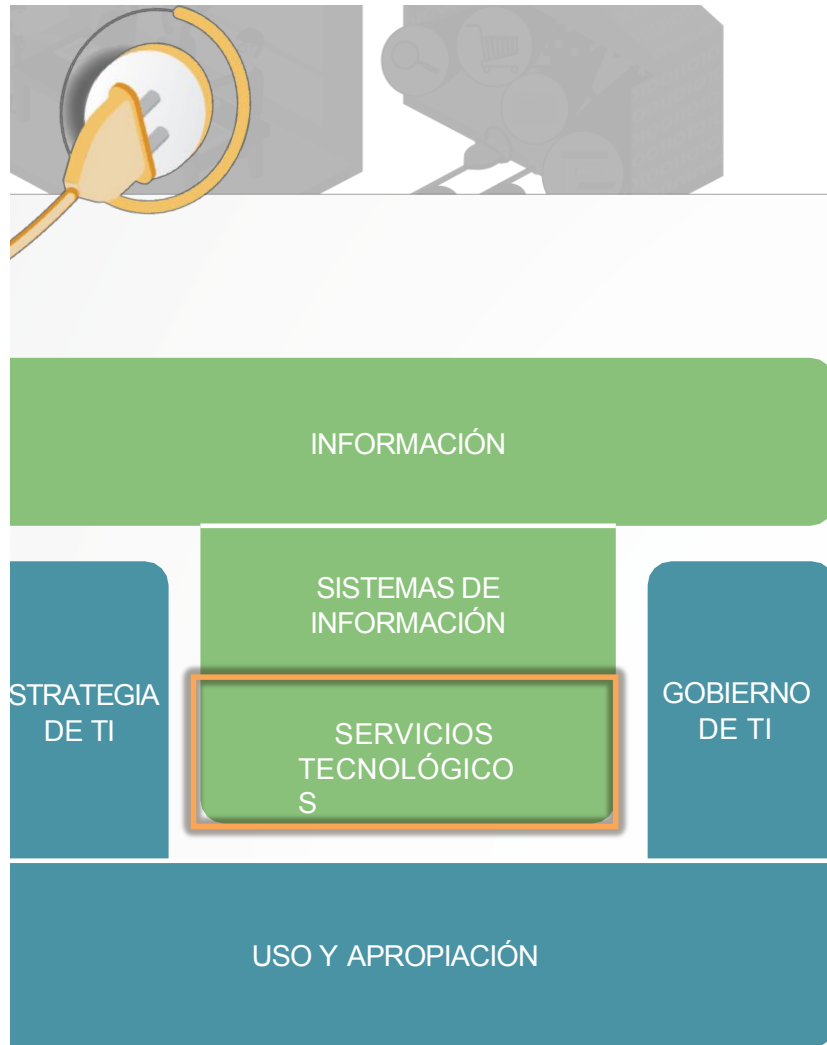 INFORMACIÓN
SISTEMAS DE
INFORMACIÓN
STRATEGIA
DE TI
GOBIERNO
DE TI
SERVICIOS
TECNOLÓGICO
S
USO Y APROPIACIÓN